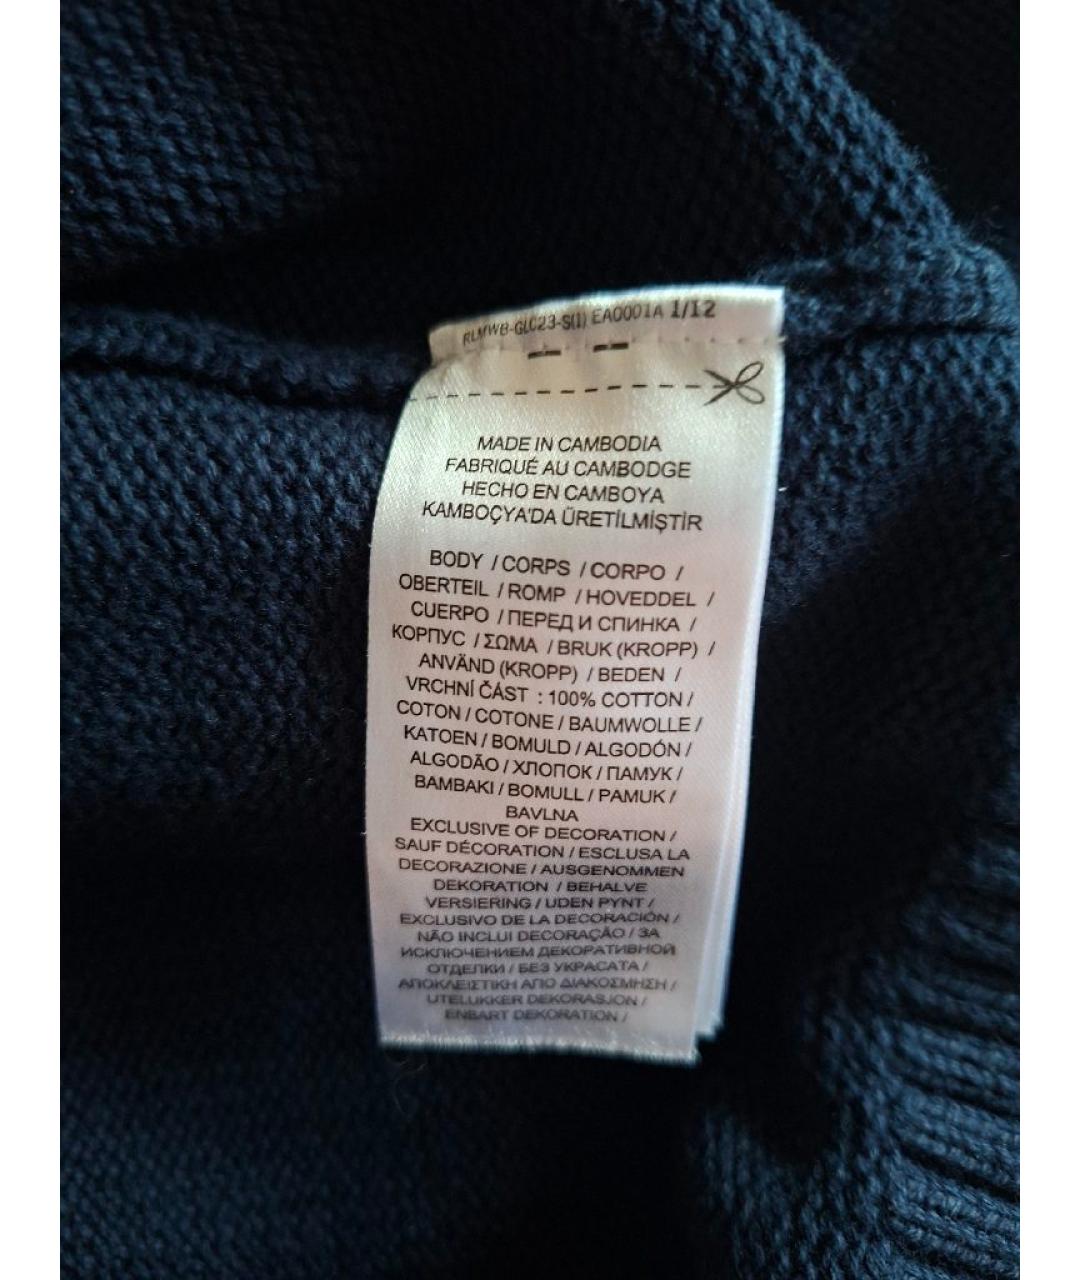 RLMWB-GLC23-S(1) EA0001A 1/12
MADE IN CAMBODIA
FABRIQUÉ AU CAMBODGE
HECHO EN CAMBOYA
KAMBOÇYA'DA ÜRETİLMİŞTİR
BODY / CORPS / CORPO /
OBERTEIL / ROMP / HOVEDDEL /
CUERPO / ПЕРЕД И СПИНКА /
КОРПУС / ΣΩΜΑ / BRUK (KROPP) /
ANVÄND (KROPP) / BEDEN /
VRCHNÍ ČÁST : 100% COTTON /
COTON / COTONE / BAUMWOLLE /
KATOEN / BOMULD / ALGODÓN /
ALGODÃO / ХЛОПОК / ПАМУК /
BAMBAKI / BOMULL / PAMUK /
BAVLNA
EXCLUSIVE OF DECORATION /
SAUF DÉCORATION / ESCLUSA LA
DECORAZIONE / AUSGENOMMEN
DEKORATION / BEHALVE
VERSIERING / UDEN PYNT /
EXCLUSIVO DE LA DECORACIÓN /
NÃO INCLUI DECORAÇÃO / ЗА
ИСКЛЮЧЕНИЕМ ДЕКОРАТИВНОЙ
ОТДЕЛКИ / БЕЗ УКРАСАТА /
ΑΠΟΚΛΕΙΣΤΙΚΗ ΑΠΟ ΔΙΑΚΟΣΜΗΣΗ /
UTELUKKER DEKORASJON /
ENBART DEKORATION /